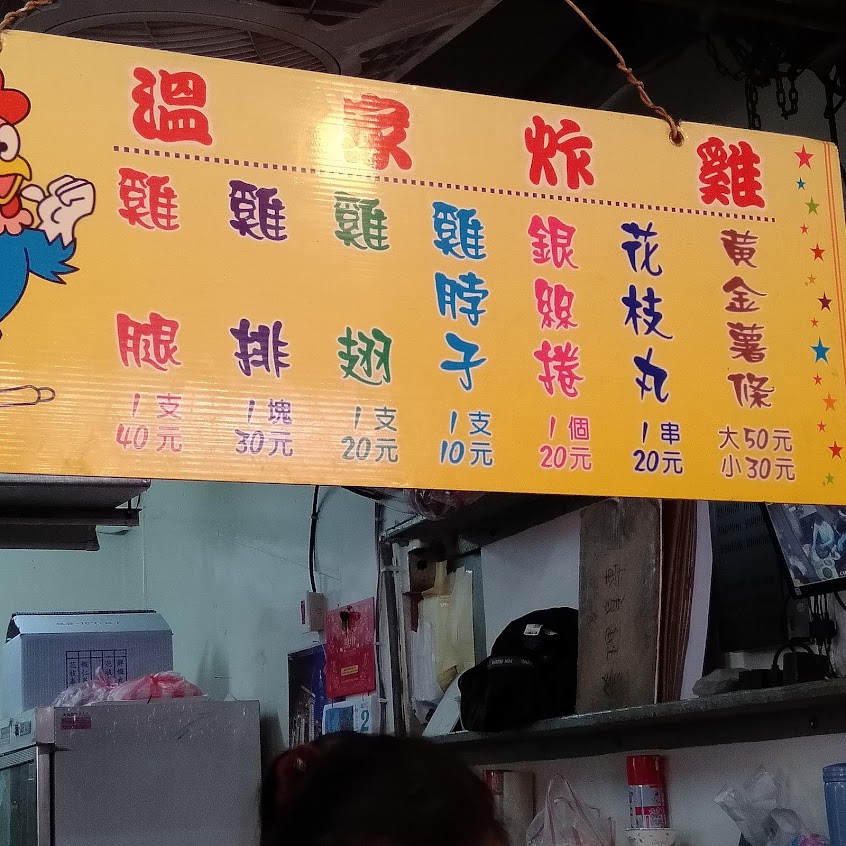 溫家炸雞
雞腿
1支
40元
雞排
1塊
30元
雞翅
1支
20元
雞脖子
1支
10元
銀絲捲
1個
20元
花枝丸
1串
20元
黃金薯條
大50元
小30元
2